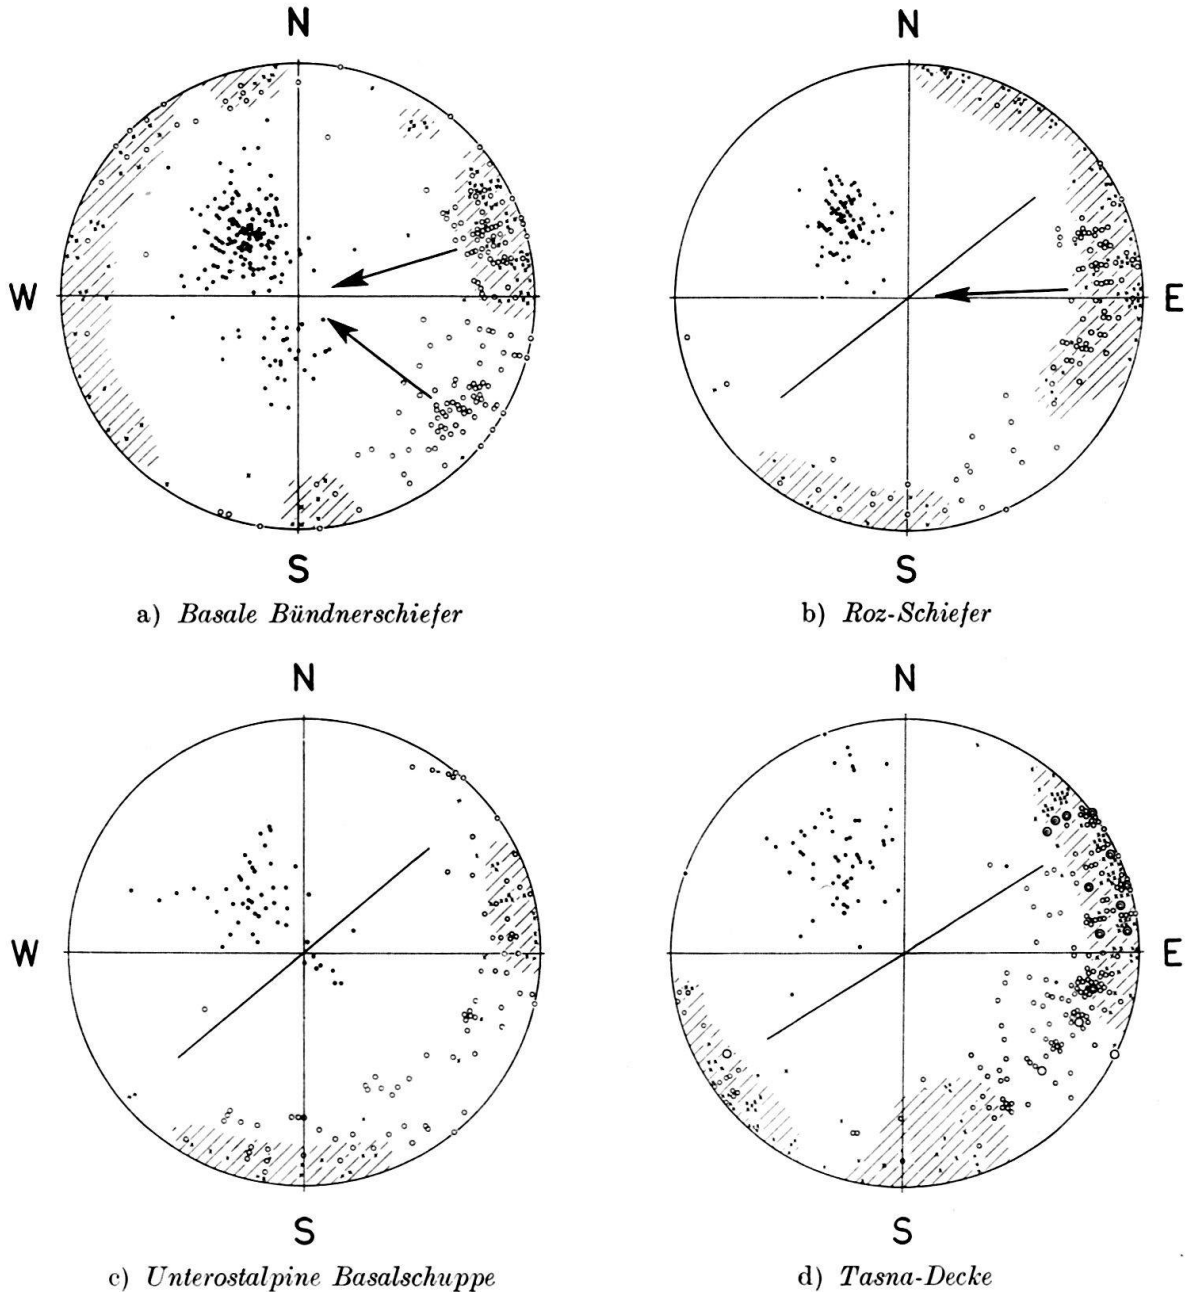 N N
W E
S S
a) Basale Bündnerschiefer b) Roz-Schiefer
N N
W E
S S
c) Unterostalpine Basalschuppe d) Tasna-Decke